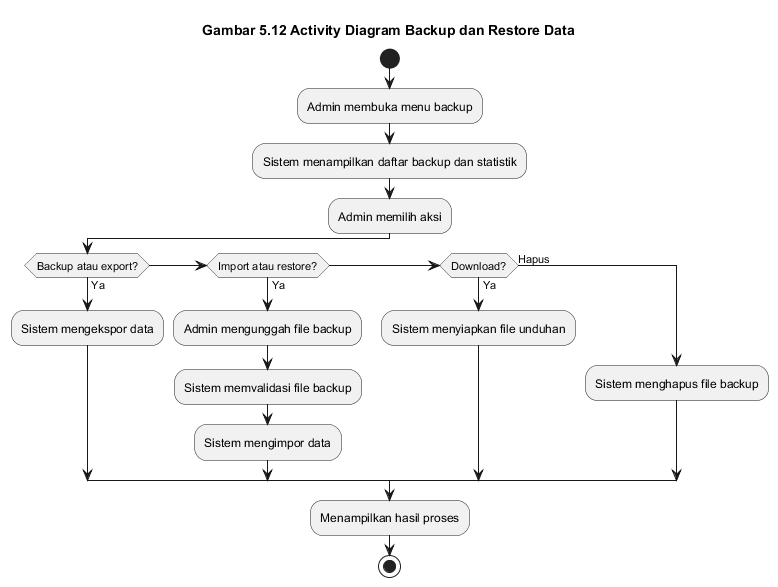 Gambar 5.12 Activity Diagram Backup dan Restore Data
Admin membuka menu backup
Sistem menampilkan daftar backup dan statistik
Admin memilih aksi
Backup atau export?
Import atau restore?
Download?
Hapus
Ya
Ya
Ya
Sistem mengekspor data
Admin mengunggah file backup
Sistem menyiapkan file unduhan
Sistem memvalidasi file backup
Sistem menghapus file backup
Sistem mengimpor data
Menampilkan hasil proses